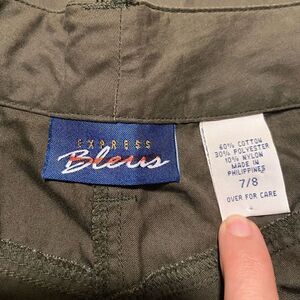 EXPRESS
Bleus
60% COTTON
30% POLYESTER
10% NYLON
MADE IN
PHILIPPINES
7/8
OVER FOR CARE